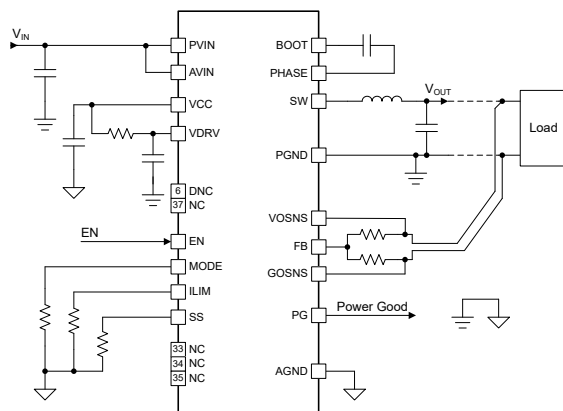 VIN
PVIN
AVIN
VCC
VDRV
6 DNC
37 NC
EN
EN
MODE
ILIM
SS
33 NC
34 NC
35 NC
BOOT
PHASE
SW
VOUT
Load
PGND
VOSNS
FB
GOSNS
PG
Power Good
AGND